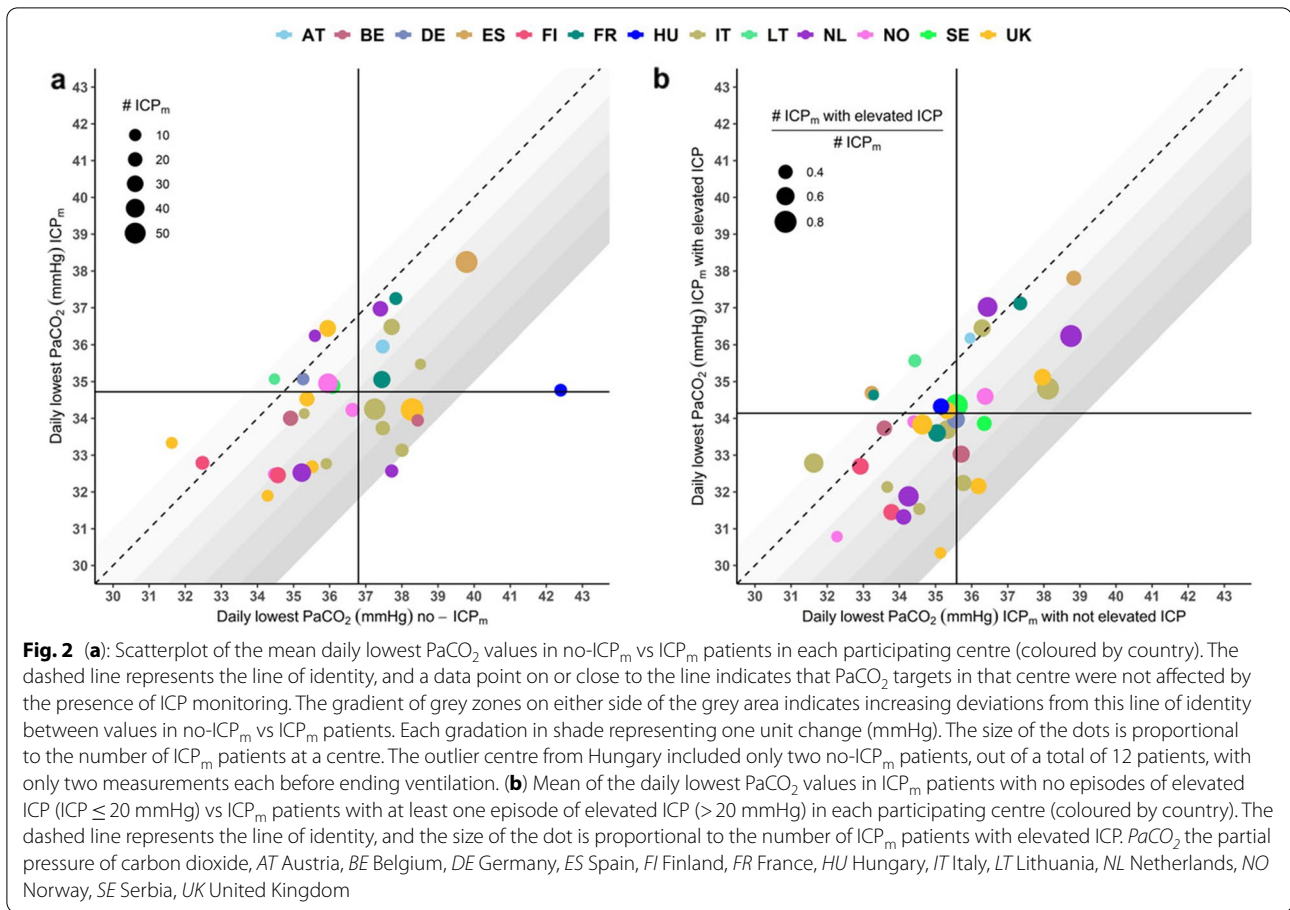 AT BE DE ES FI FR HU IT LT NL NO SE UK
a
# ICPm
10
20
30
40
50
43
42
41
40
39
38
37
36
35
34
33
32
31
30
Daily lowest PaCO2 (mmHg) ICPm
30 31 32 33 34 35 36 37 38 39 40 41 42 43
Daily lowest PaCO2 (mmHg) no – ICPm
b
# ICPm with elevated ICP
# ICPm
0.4
0.6
0.8
43
42
41
40
39
38
37
36
35
34
33
32
31
30
Daily lowest PaCO2 (mmHg) ICPm with elevated ICP
30 31 32 33 34 35 36 37 38 39 40 41 42 43
Daily lowest PaCO2 (mmHg) ICPm with not elevated ICP
Fig. 2 (a): Scatterplot of the mean daily lowest PaCO2 values in no-ICPm vs ICPm patients in each participating centre (coloured by country). The
dashed line represents the line of identity, and a data point on or close to the line indicates that PaCO2 targets in that centre were not affected by
the presence of ICP monitoring. The gradient of grey zones on either side of the grey area indicates increasing deviations from this line of identity
between values in no-ICPm vs ICPm patients. Each gradation in shade representing one unit change (mmHg). The size of the dots is proportional
to the number of ICPm patients at a centre. The outlier centre from Hungary included only two no-ICPm patients, out of a total of 12 patients, with
only two measurements each before ending ventilation. (b) Mean of the daily lowest PaCO2 values in ICPm patients with no episodes of elevated
ICP (ICP ≤ 20 mmHg) vs ICPm patients with at least one episode of elevated ICP (> 20 mmHg) in each participating centre (coloured by country). The
dashed line represents the line of identity, and the size of the dot is proportional to the number of ICPm patients with elevated ICP. PaCO2 the partial
pressure of carbon dioxide, AT Austria, BE Belgium, DE Germany, ES Spain, FI Finland, FR France, HU Hungary, IT Italy, LT Lithuania, NL Netherlands, NO
Norway, SE Serbia, UK United Kingdom